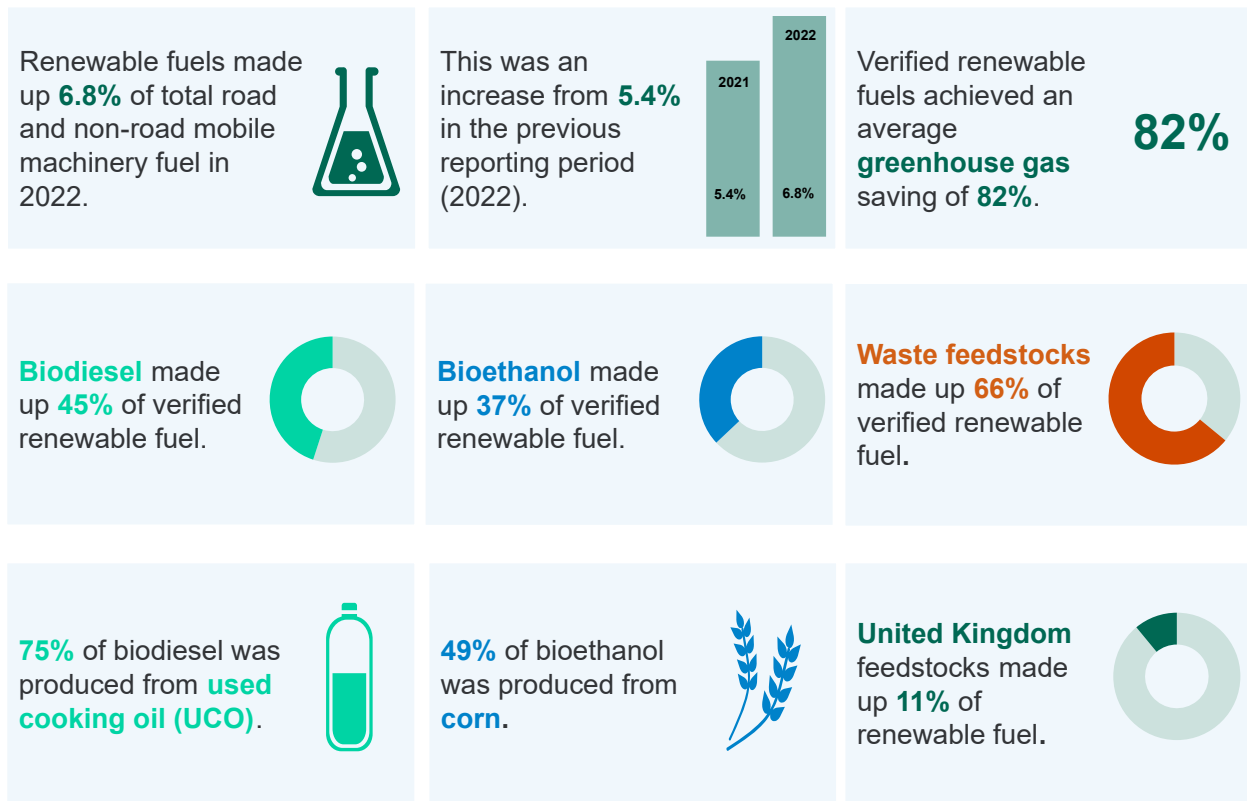 Renewable fuels made
up 6.8% of total road
and non-road mobile
machinery fuel in
2022.
This was an
increase from 5.4%
in the previous
reporting period
(2022).
2021
5.4%
2022
6.8%
Verified renewable
fuels achieved an
average
greenhouse gas
saving of 82%.
82%
Biodiesel made
up 45% of verified
renewable fuel.
Bioethanol made
up 37% of verified
renewable fuel.
Waste feedstocks
made up 66% of
verified renewable
fuel.
75% of biodiesel was
produced from used
cooking oil (UCO).
49% of bioethanol
was produced from
corn.
United Kingdom
feedstocks made
up 11% of
renewable fuel.